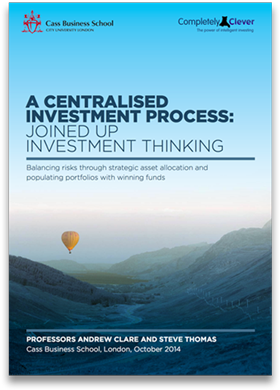 Cass Business School
CITY UNIVERSITY LONDON
CompletelyClever
The power of Intelligent Investing
A CENTRALISED
INVESTMENT PROCESS:
JOINED UP
INVESTMENT THINKING
Balancing risks through strategic asset allocation and
populating portfolios with winning funds
PROFESSORS ANDREW CLARE AND STEVE THOMAS
Cass Business School, London, October 2014